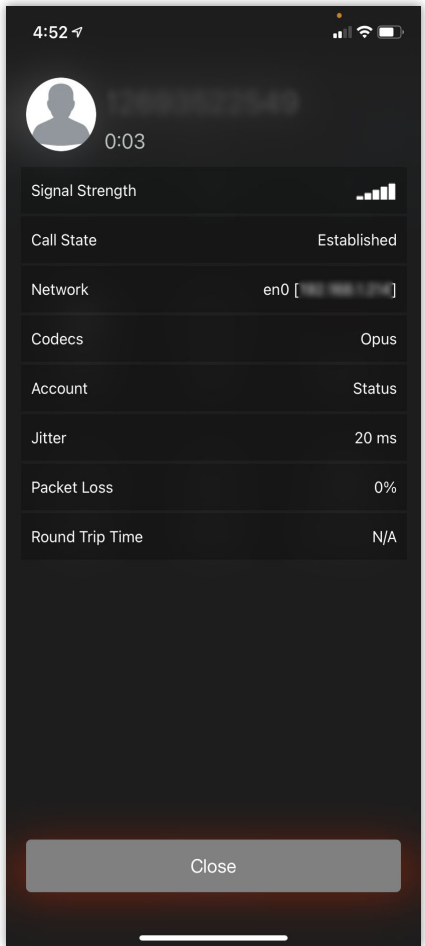 4:52
0:03
Signal Strength
Call State Established
Network en0 [ ]
Codecs Opus
Account Status
Jitter 20 ms
Packet Loss 0%
Round Trip Time N/A
Close